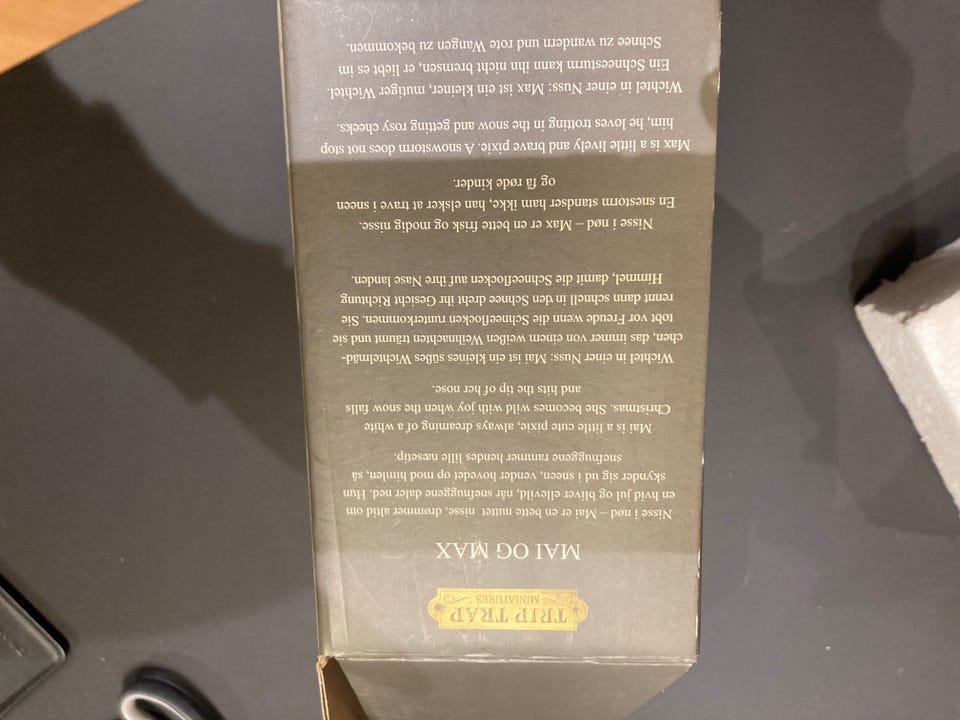 TRIP TRAP
MINIATURES
MAI OG MAX
Nisse i nød – Mai er en bette nuttet nisse, drømmer altid om
en hvid jul og bliver ellevild, når snefnuggene daler ned. Hun
skynder sig ud i sneen, vender hovedet op mod himlen, så
snefnuggene rammer hendes lille næsetip.
Mai is a little cute pixie, always dreaming of a white
Christmas. She becomes wild with joy when the snow falls
and hits the tip of her nose.
Wichtel in einer Nuss: Mai ist ein kleines süßes Wichtelmäd-
chen, das immer von einem weißen Weihnachten träumt und sie
tobt vor Freude wenn die Schneeflocken runterkommen. Sie
rennt dann schnell in den Schnee dreht ihr Gesicht Richtung
Himmel, damit die Schneeflocken auf ihre Nase landen.
Nisse i nød – Max er en bette frisk og modig nisse.
En snestorm standser ham ikke, han elsker at trave i sneen
og få røde kinder.
Max is a little lively and brave pixie. A snowstorm does not stop
him, he loves trotting in the snow and getting rosy cheeks.
Wichtel in einer Nuss: Max ist ein kleiner, mutiger Wichtel.
Ein Schneesturm kann ihn nicht bremsen, er liebt es im
Schnee zu wandern und rote Wangen zu bekommen.